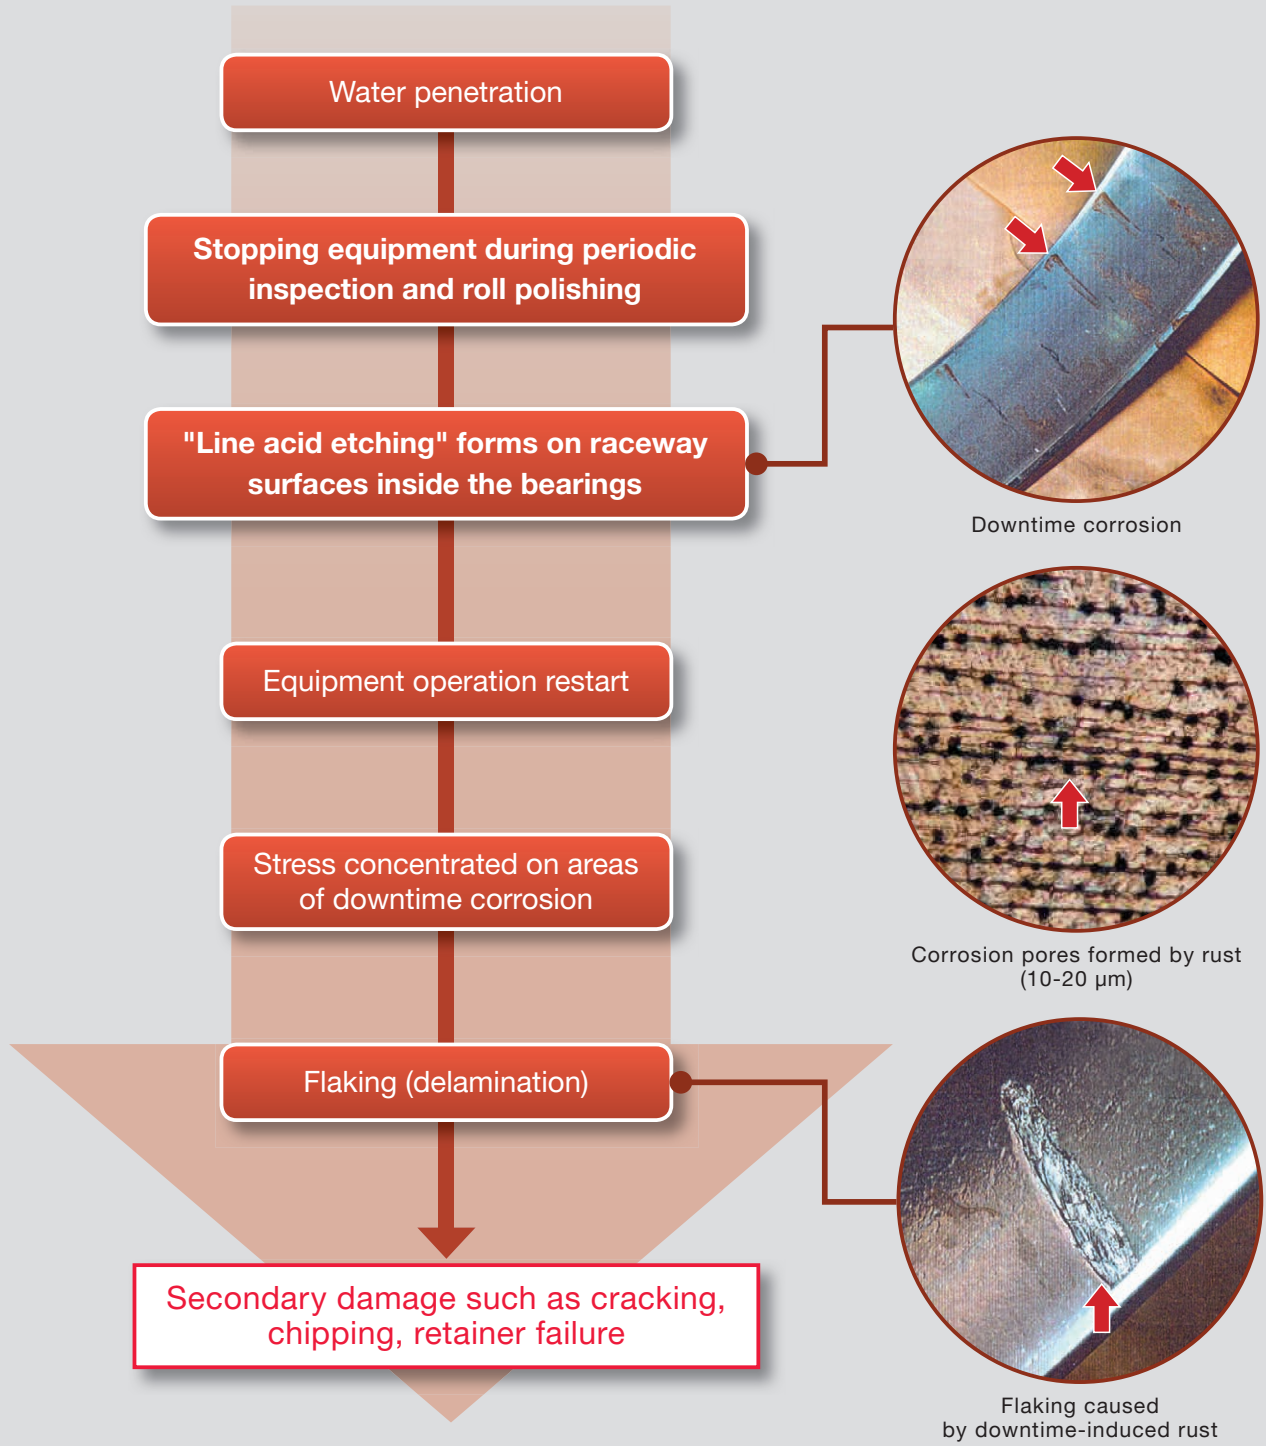 Water penetration
Stopping equipment during periodic
inspection and roll polishing
"Line acid etching" forms on raceway
surfaces inside the bearings
Downtime corrosion
Equipment operation restart
Stress concentrated on areas
of downtime corrosion
Corrosion pores formed by rust
(10-20 µm)
Flaking (delamination)
Secondary damage such as cracking,
chipping, retainer failure
Flaking caused
by downtime-induced rust